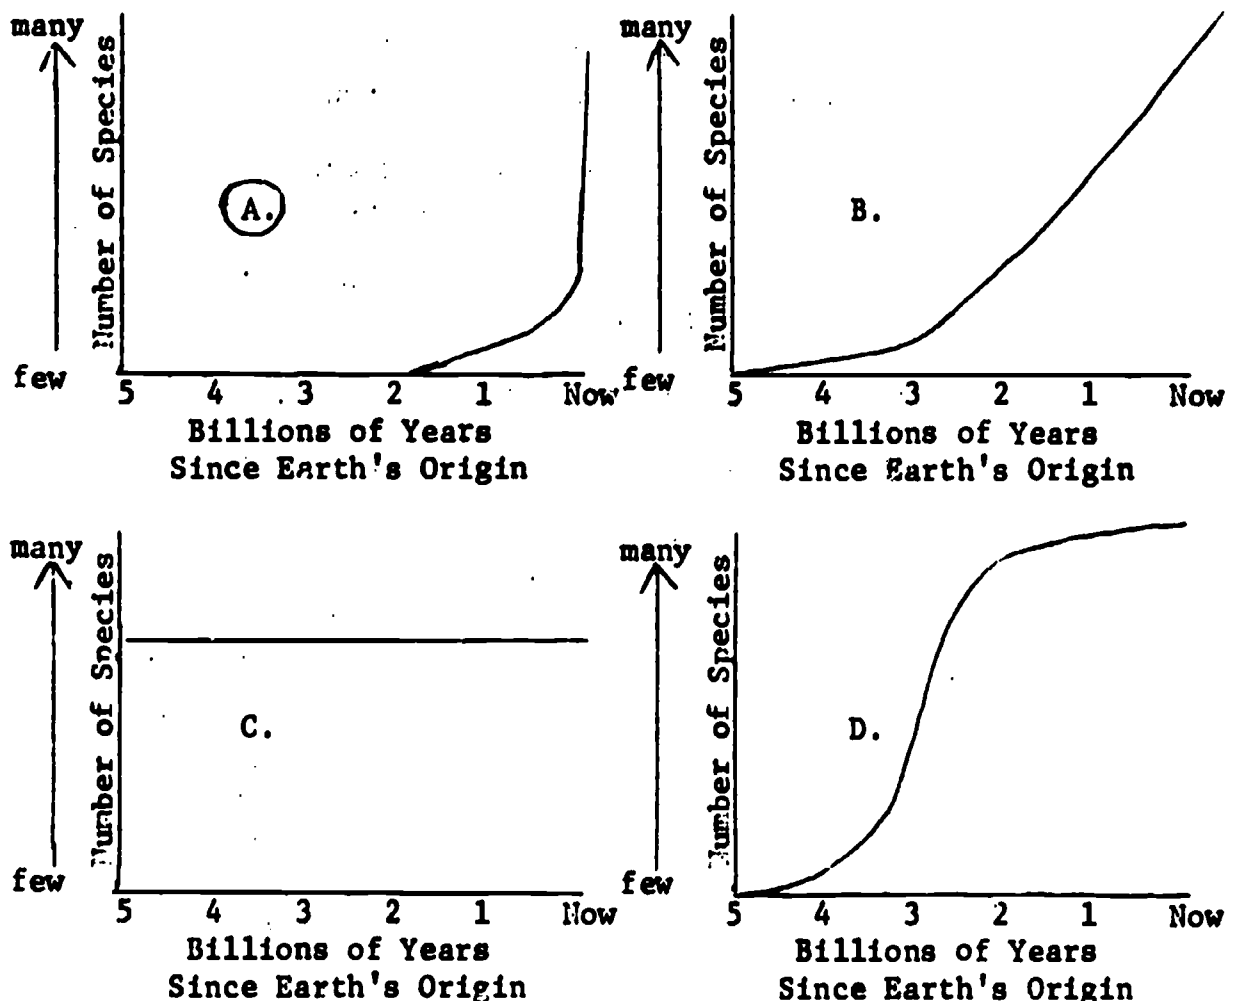 many
Number of Species
A.
few
5 4 3 2 1 Now
Billions of Years
Since Earth's Origin
many
Number of Species
B.
few
5 4 3 2 1 Now
Billions of Years
Since Earth's Origin
many
Number of Species
C.
few
5 4 3 2 1 Now
Billions of Years
Since Earth's Origin
many
Number of Species
D.
few
5 4 3 2 1 Now
Billions of Years
Since Earth's Origin